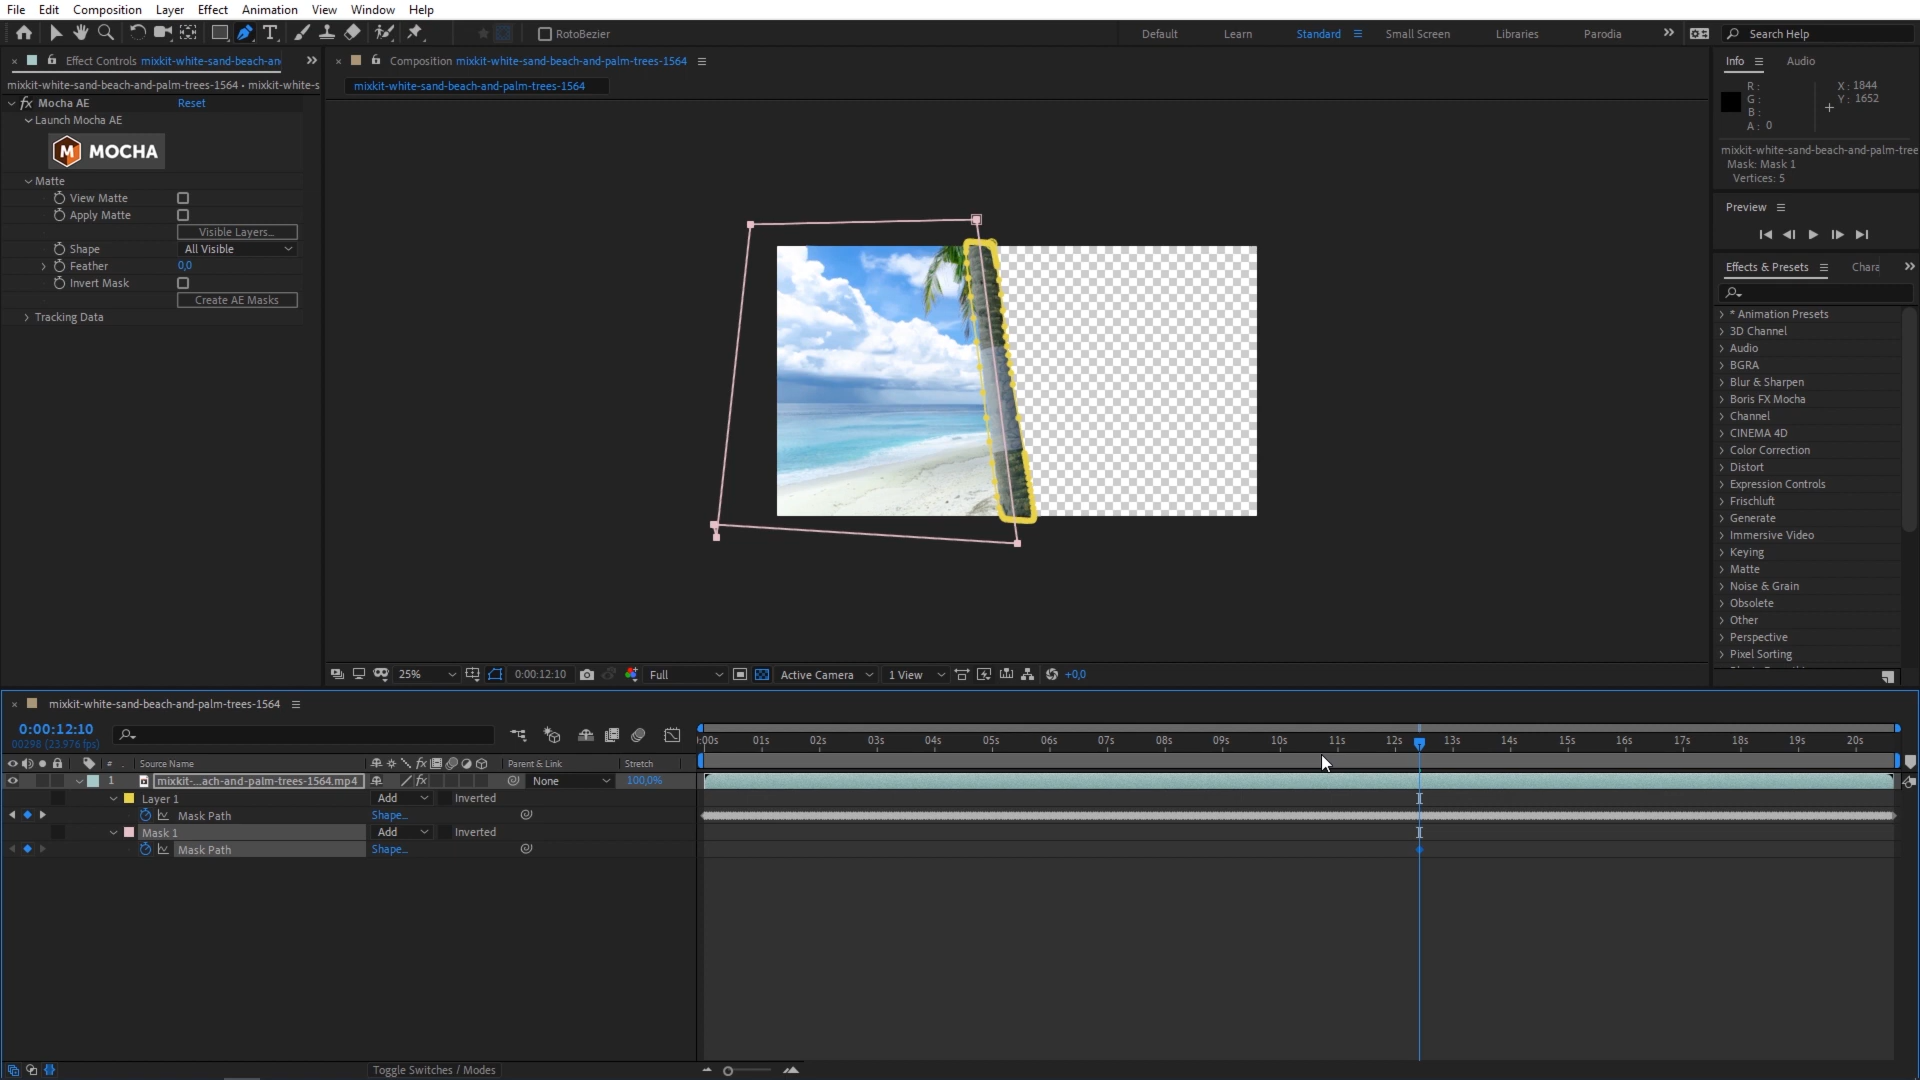 File Edit Composition Layer Effect Animation View Window Help
RotoBezier Default Learn Standard Small Screen Libraries Parodia Search Help
Effect Controls mixkit-white-sand-beach-an
mixkit-white-sand-beach-and-palm-trees-1564 • mixkit-white-s
fx Mocha AE Reset
Launch Mocha AE
M MOCHA
Matte
View Matte
Apply Matte
Visible Layers...
Shape All Visible
Feather 0,0
Invert Mask
Create AE Masks
Tracking Data
Composition mixkit-white-sand-beach-and-palm-trees-1564
mixkit-white-sand-beach-and-palm-trees-1564
25% 0:00:12:10 Full Active Camera 1 View +0,0
Info Audio
R : X : 1844
G : Y : 1652
B :
A : 0
mixkit-white-sand-beach-and-palm-tree
Mask: Mask 1
Vertices: 5
Preview
Effects & Presets Chara
* Animation Presets
3D Channel
Audio
BGRA
Blur & Sharpen
Boris FX Mocha
Channel
CINEMA 4D
Color Correction
Distort
Expression Controls
Frischluft
Generate
Immersive Video
Keying
Matte
Noise & Grain
Obsolete
Other
Perspective
Pixel Sorting
mixkit-white-sand-beach-and-palm-trees-1564
0:00:12:10
00298 (23.976 fps)
:00s 01s 02s 03s 04s 05s 06s 07s 08s 09s 10s 11s 12s 13s 14s 15s 16s 17s 18s 19s 20s
# Source Name fx Parent & Link Stretch
1 mixkit-...ach-and-palm-trees-1564.mp4 fx None 100,0%
Layer 1 Add Inverted
Mask Path Shape...
Mask 1 Add Inverted
Mask Path Shape...
Toggle Switches / Modes